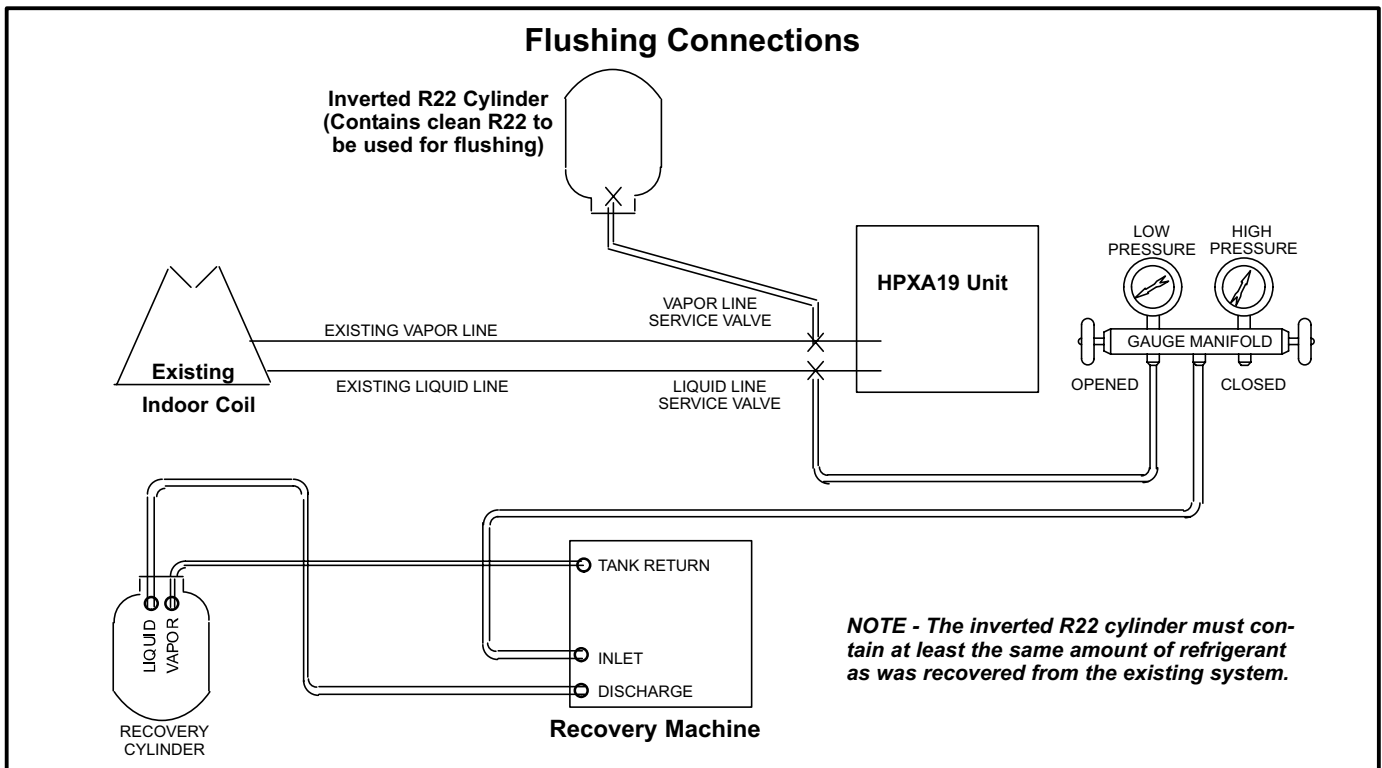 Flushing Connections
Inverted R22 Cylinder
(Contains clean R22 to
be used for flushing)
LOW
PRESSURE
HIGH
PRESSURE
HPXA19 Unit
VAPOR LINE
SERVICE VALVE
EXISTING VAPOR LINE
GAUGE MANIFOLD
Existing
Indoor Coil
EXISTING LIQUID LINE
LIQUID LINE
SERVICE VALVE
OPENED
CLOSED
TANK RETURN
LIQUID
VAPOR
INLET
DISCHARGE
RECOVERY
CYLINDER
Recovery Machine
NOTE - The inverted R22 cylinder must con-
tain at least the same amount of refrigerant
as was recovered from the existing system.